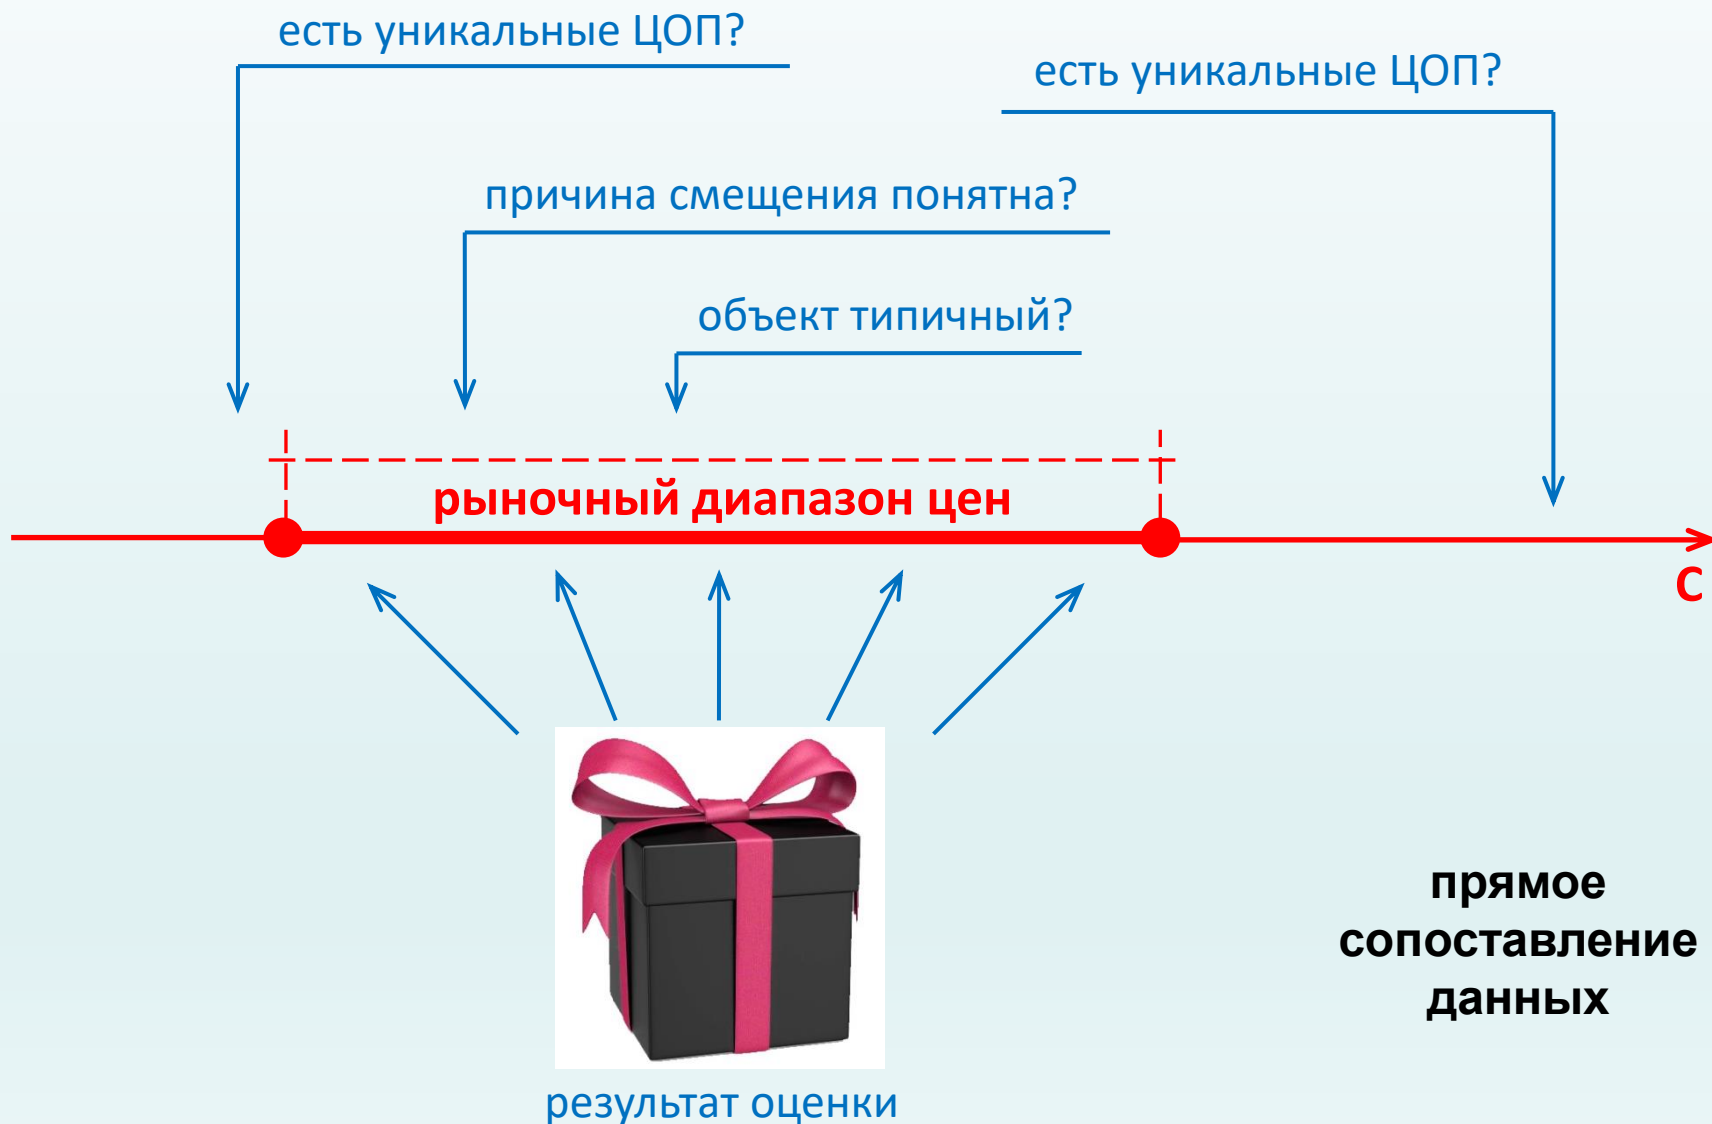 есть уникальные ЦОП?
есть уникальные ЦОП?
причина смещения понятна?
объект типичный?
рыночный диапазон цен
С
прямое
сопоставление
данных
результат оценки